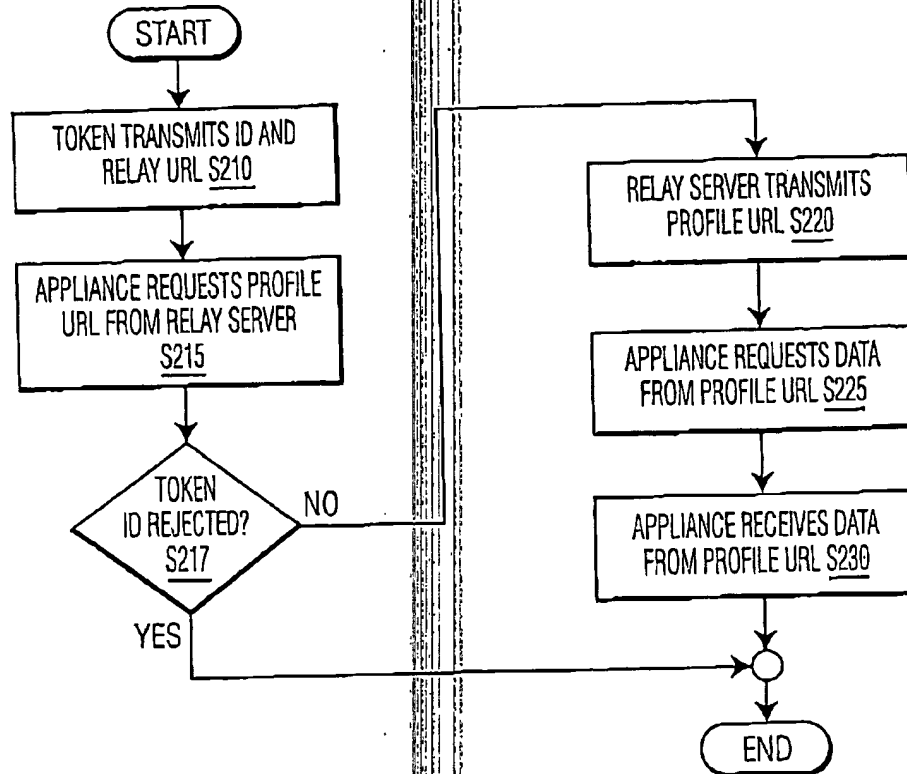 START
TOKEN TRANSMITS ID AND
RELAY URL S210
APPLIANCE REQUESTS PROFILE
URL FROM RELAY SERVER
S215
TOKEN
ID REJECTED?
S217
NO
YES
RELAY SERVER TRANSMITS
PROFILE URL S220
APPLIANCE REQUESTS DATA
FROM PROFILE URL S225
APPLIANCE RECEIVES DATA
FROM PROFILE URL S230
END